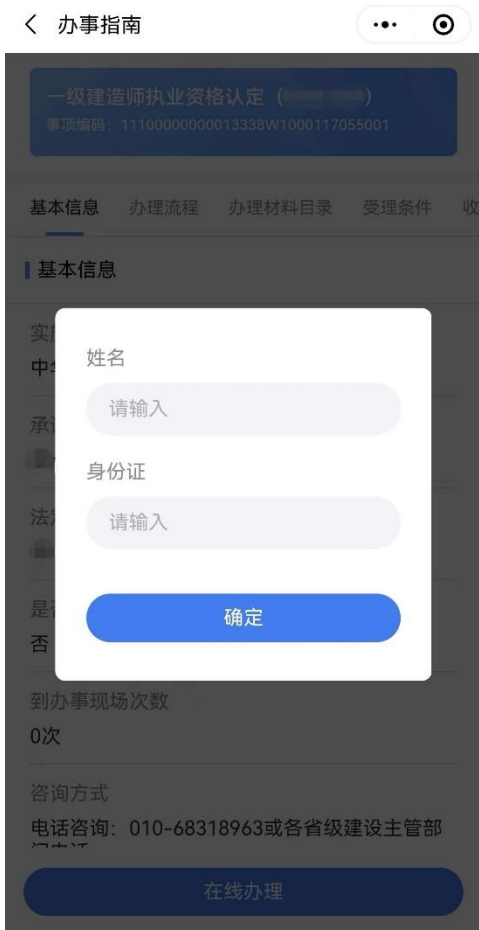 办事指南
一级建造师执业资格认定（ ）
事项编码：11100000000013338W1000117055001
基本信息 办理流程 办理材料目录 受理条件 收
基本信息
姓名
请输入
身份证
请输入
确定
否
到办事现场次数
0次
咨询方式
电话咨询：010-68318963或各省级建设主管部
在线办理